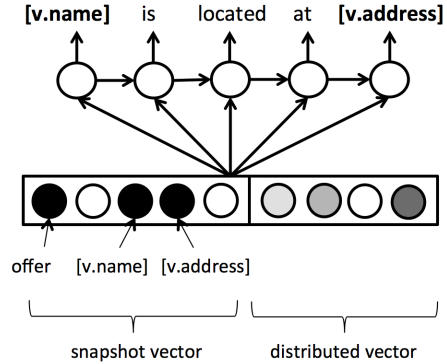 [v.name] is located at [v.address]
offer [v.name] [v.address]
snapshot vector distributed vector